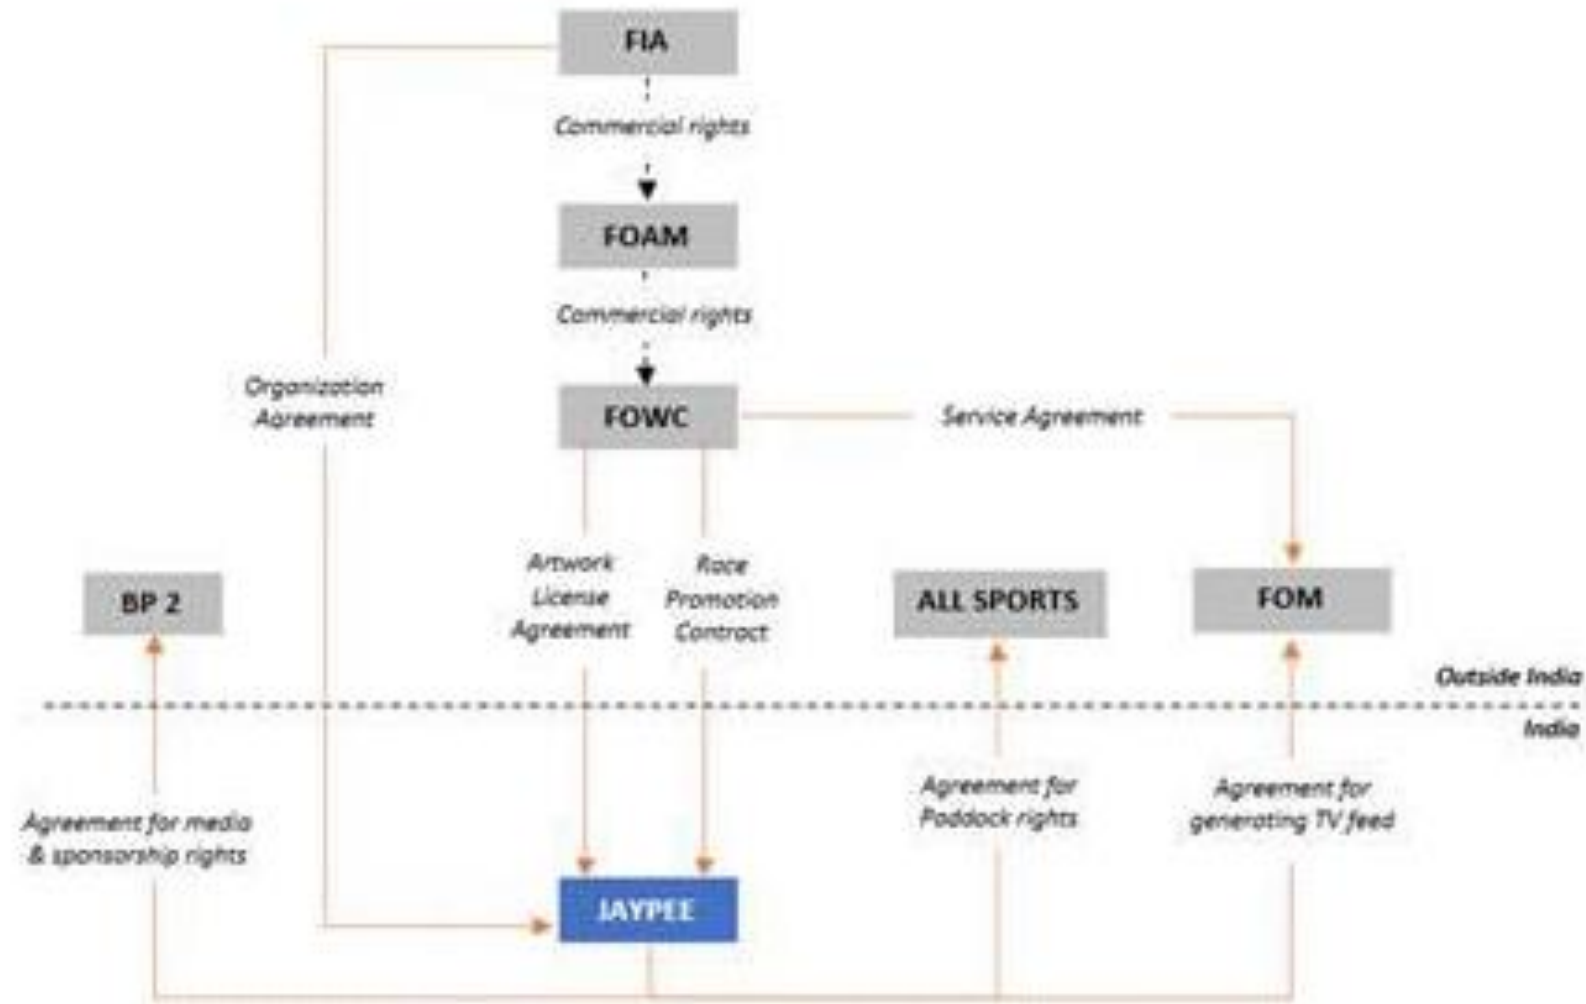 FIA
Commercial rights
FOAM
Commercial rights
Organization
Agreement
FOWC
Service Agreement
BP 2
Artwork
License
Agreement
Race
Promotion
Contract
ALL SPORTS
FOM
Outside India
India
Agreement for media
& sponsorship rights
Agreement for
Paddock rights
Agreement for
generating TV feed
JAYPEE